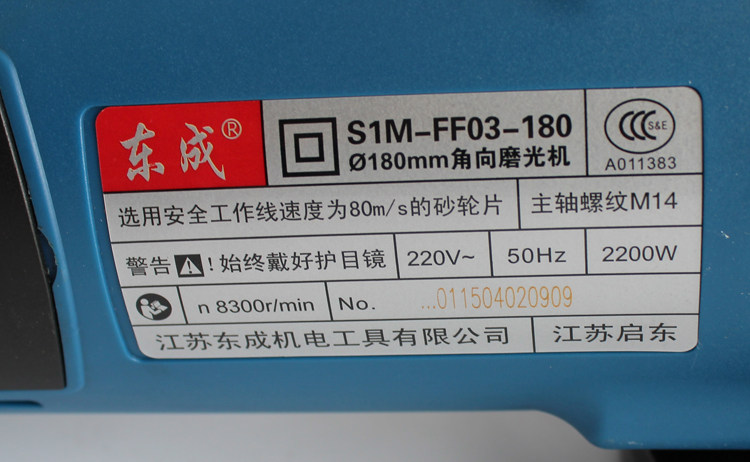 东成® S1M-FF03-180 CCC S&E
Ø180mm角向磨光机 A011383
选用安全工作线速度为80m/s的砂轮片 主轴螺纹M14
警告 ! 始终戴好护目镜 220V~ 50Hz 2200W
n 8300r/min No. ...011504020909
江苏东成机电工具有限公司 江苏启东